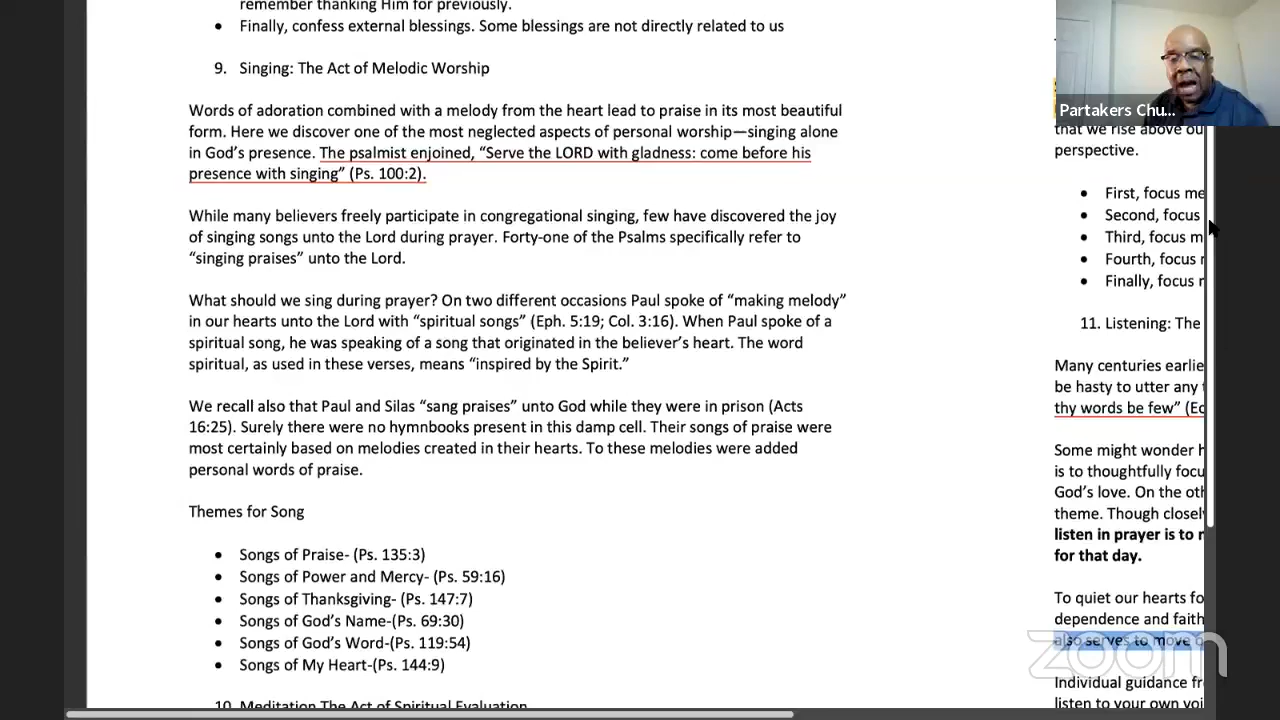 remember thanking Him for previously.
• Finally, confess external blessings. Some blessings are not directly related to us
9. Singing: The Act of Melodic Worship
Words of adoration combined with a melody from the heart lead to praise in its most beautiful
form. Here we discover one of the most neglected aspects of personal worship—singing alone
in God's presence. The psalmist enjoined, "Serve the LORD with gladness: come before his
presence with singing" (Ps. 100:2).
While many believers freely participate in congregational singing, few have discovered the joy
of singing songs unto the Lord during prayer. Forty-one of the Psalms specifically refer to
"singing praises" unto the Lord.
What should we sing during prayer? On two different occasions Paul spoke of "making melody"
in our hearts unto the Lord with "spiritual songs" (Eph. 5:19; Col. 3:16). When Paul spoke of a
spiritual song, he was speaking of a song that originated in the believer's heart. The word
spiritual, as used in these verses, means "inspired by the Spirit."
We recall also that Paul and Silas "sang praises" unto God while they were in prison (Acts
16:25). Surely there were no hymnbooks present in this damp cell. Their songs of praise were
most certainly based on melodies created in their hearts. To these melodies were added
personal words of praise.
Themes for Song
• Songs of Praise- (Ps. 135:3)
• Songs of Power and Mercy- (Ps. 59:16)
• Songs of Thanksgiving- (Ps. 147:7)
• Songs of God's Name-(Ps. 69:30)
• Songs of God's Word-(Ps. 119:54)
• Songs of My Heart-(Ps. 144:9)
10. Meditation The Act of Spiritual Evaluation
Partakers Chu...
that we rise above ou
perspective.
• First, focus me
• Second, focus
• Third, focus m
• Fourth, focus
• Finally, focus
11. Listening: The
Many centuries earlie
be hasty to utter any
thy words be few" (Ec
Some might wonder h
is to thoughtfully focu
God's love. On the oth
theme. Though closel
listen in prayer is to
for that day.
To quiet our hearts fo
dependence and faith
also serves to move
Individual guidance fr
listen to your own voi
zoom